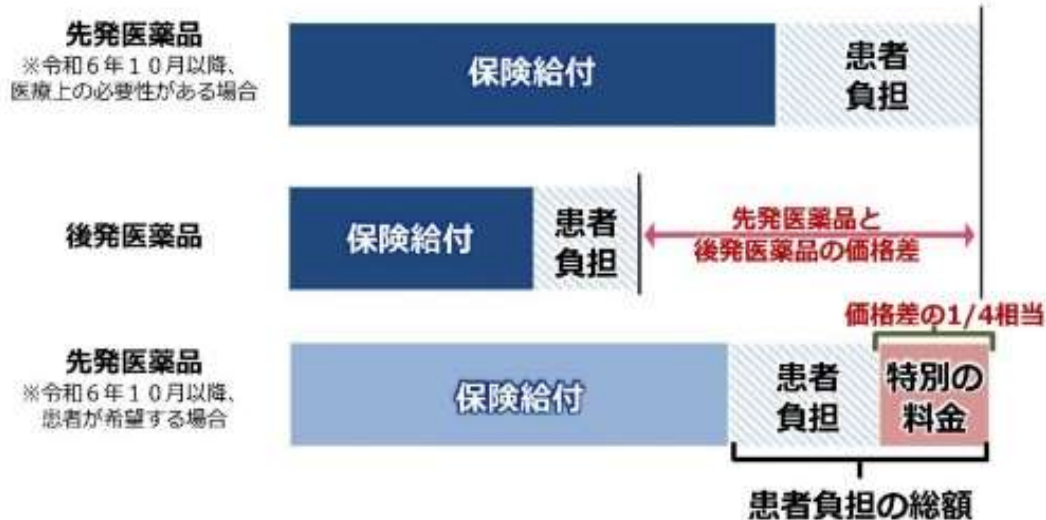 先発医薬品
※令和6年10月以降、
医療上の必要性がある場合
保険給付
患者
負担
後発医薬品
保険給付
患者
負担
先発医薬品と
後発医薬品の価格差
価格差の1/4相当
先発医薬品
※令和6年10月以降、
患者が希望する場合
保険給付
患者
負担
特別の
料金
患者負担の総額